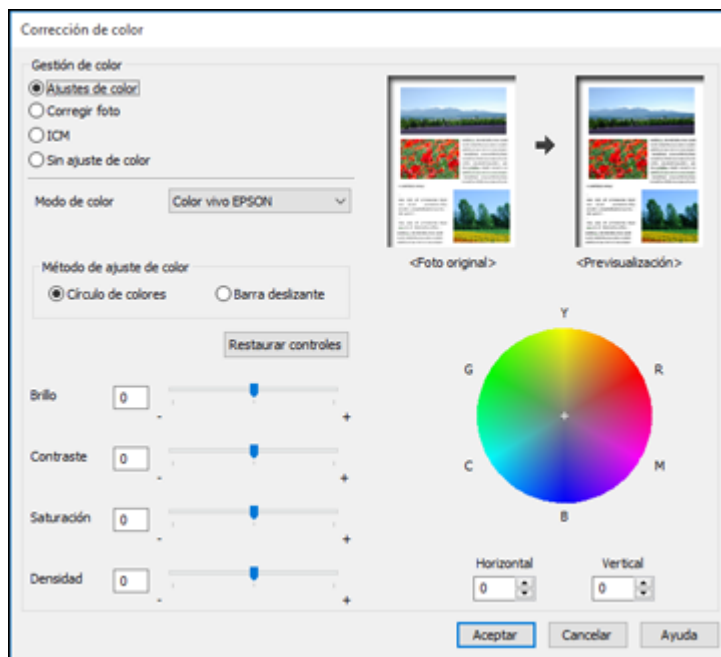 Corrección de color
Gestión de color
Ajustes de color
Corregir foto
ICM
Sin ajuste de color
Modo de color
Color vivo EPSON
Método de ajuste de color
Círculo de colores
Barra deslizante
Restaurar controles
Brillo 0
- +
Contraste 0
- +
Saturación 0
- +
Densidad 0
- +
<Foto original>
<Previsualización>
Y
G R
C M
B
Horizontal Vertical
0 0
Aceptar Cancelar Ayuda